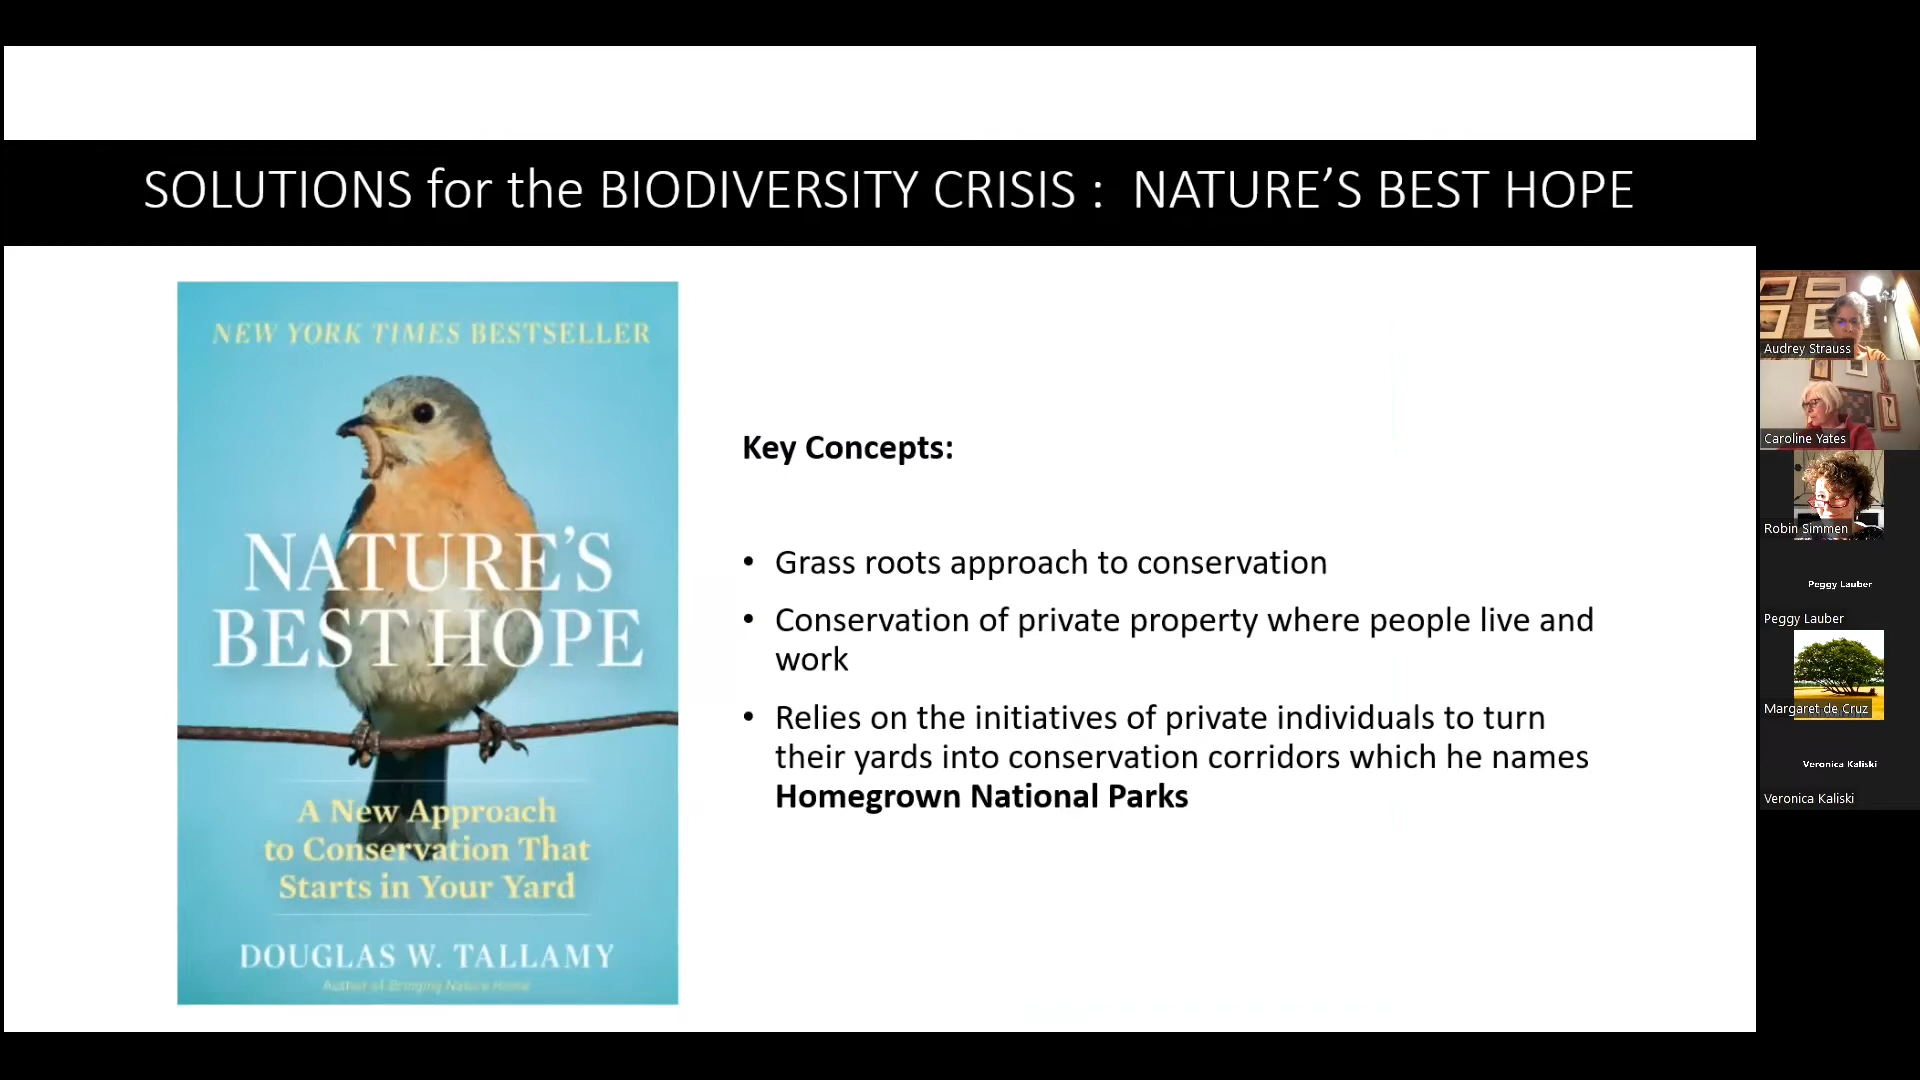 SOLUTIONS for the BIODIVERSITY CRISIS : NATURE’S BEST HOPE
NEW YORK TIMES BESTSELLER
NATURE’S
BEST HOPE
A New Approach
to Conservation That
Starts in Your Yard
DOUGLAS W. TALLAMY
Author of Bringing Nature Home
Key Concepts:
• Grass roots approach to conservation
• Conservation of private property where people live and
work
• Relies on the initiatives of private individuals to turn
their yards into conservation corridors which he names
Homegrown National Parks
Audrey Strauss
Caroline Yates
Robin Simmen
Peggy Lauber
Peggy Lauber
Margaret de Cruz
Veronica Kaliski
Veronica Kaliski